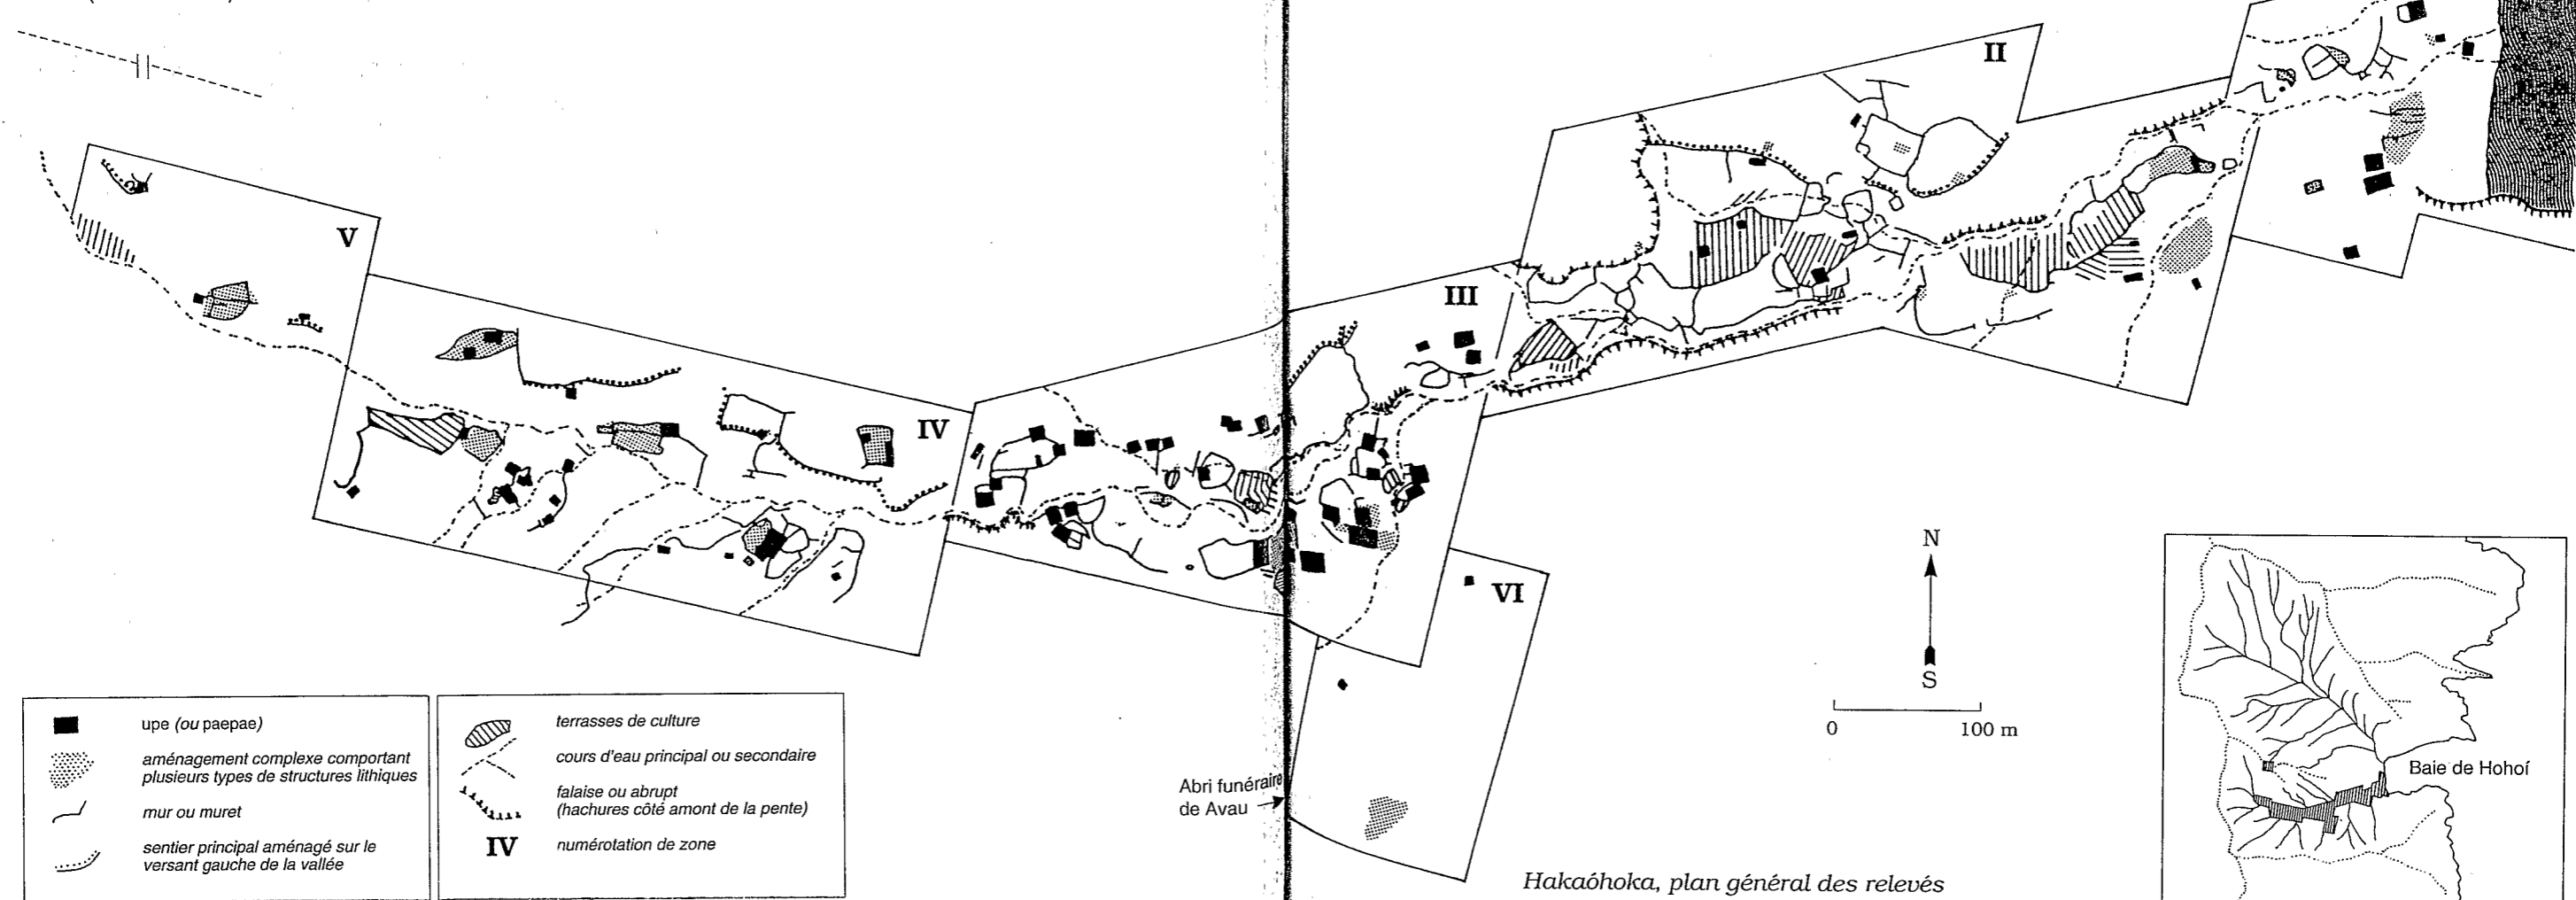 II
V
III
IV
VI
N
S
0 100 m
Abri funéraire
de Avau
Baie de Hohoí
upe (ou paepae)
aménagement complexe comportant
plusieurs types de structures lithiques
mur ou muret
sentier principal aménagé sur le
versant gauche de la vallée
terrasses de culture
cours d'eau principal ou secondaire
falaise ou abrupt
(hachures côté amont de la pente)
IV numérotation de zone
Hakaóhoka, plan général des relevés